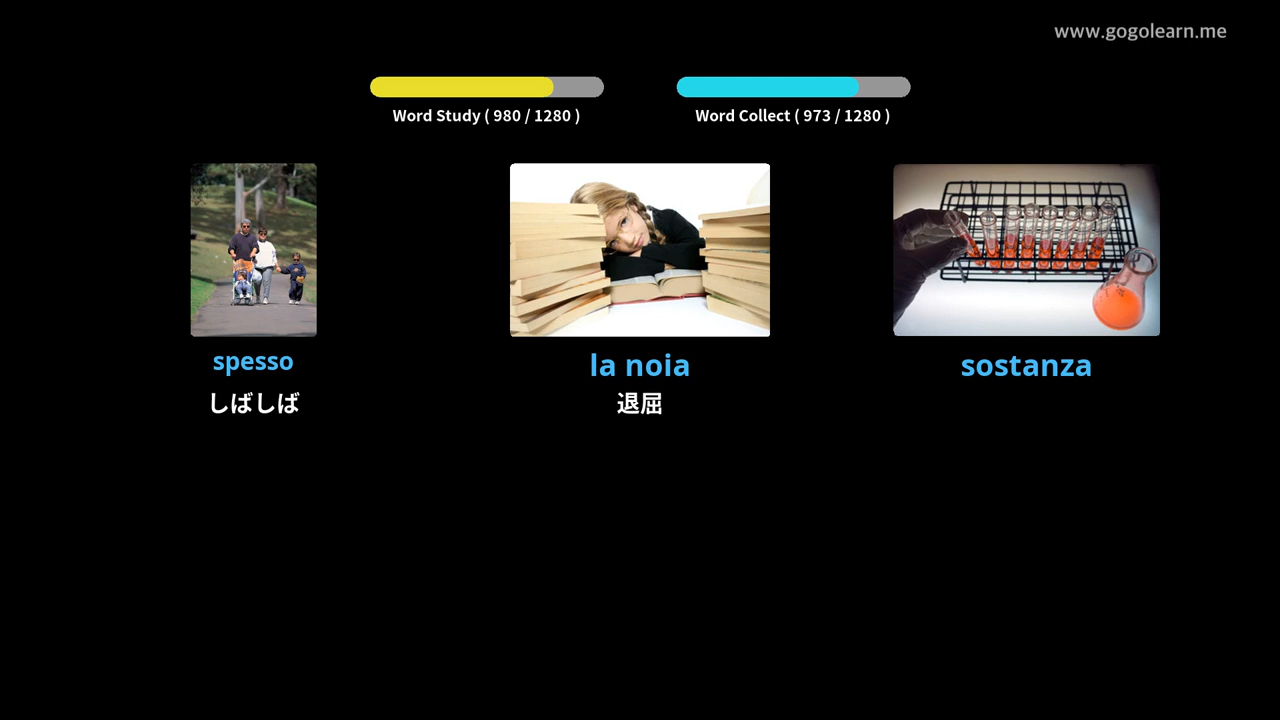 www.gogolearn.me
Word Study ( 980 / 1280 )
Word Collect ( 973 / 1280 )
spesso
しばしば
la noia
退屈
sostanza